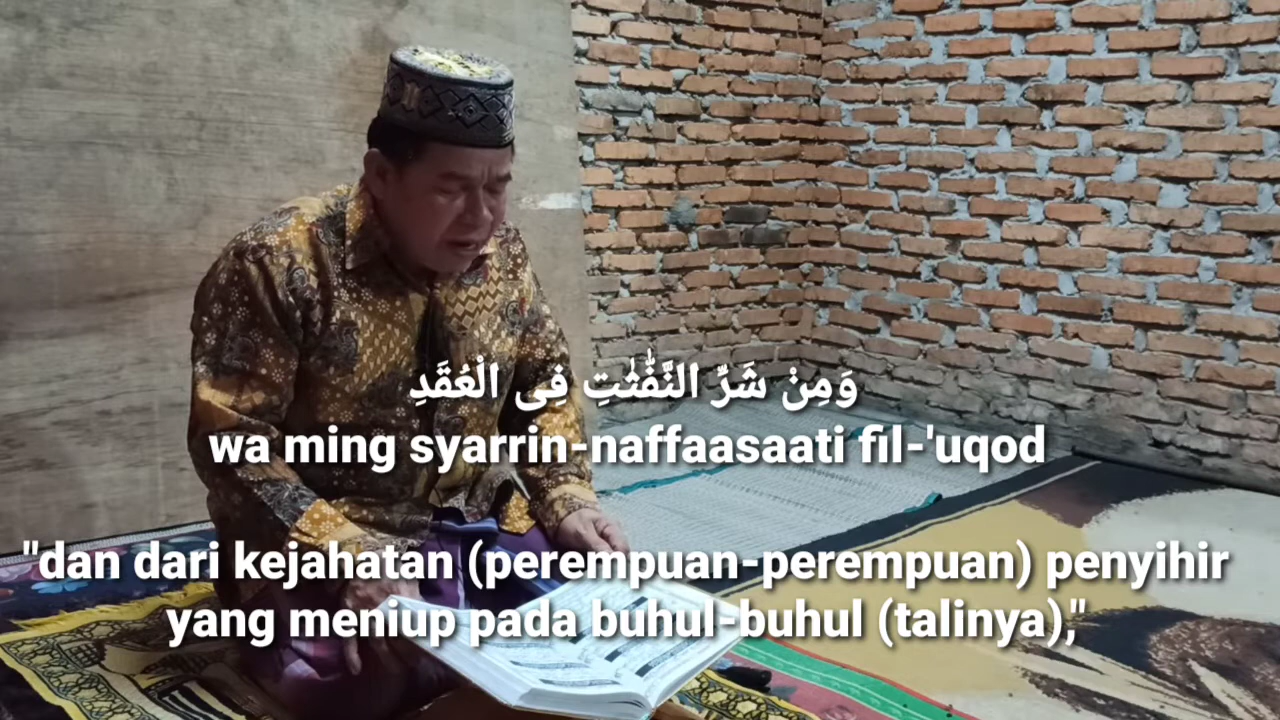 وَمِنْ شَرِّ النَّفّٰثٰتِ فِى الْعُقَدِ
wa ming syarrin-naffaasaati fil-'uqod
"dan dari kejahatan (perempuan-perempuan) penyihir
yang meniup pada buhul-buhul (talinya),"